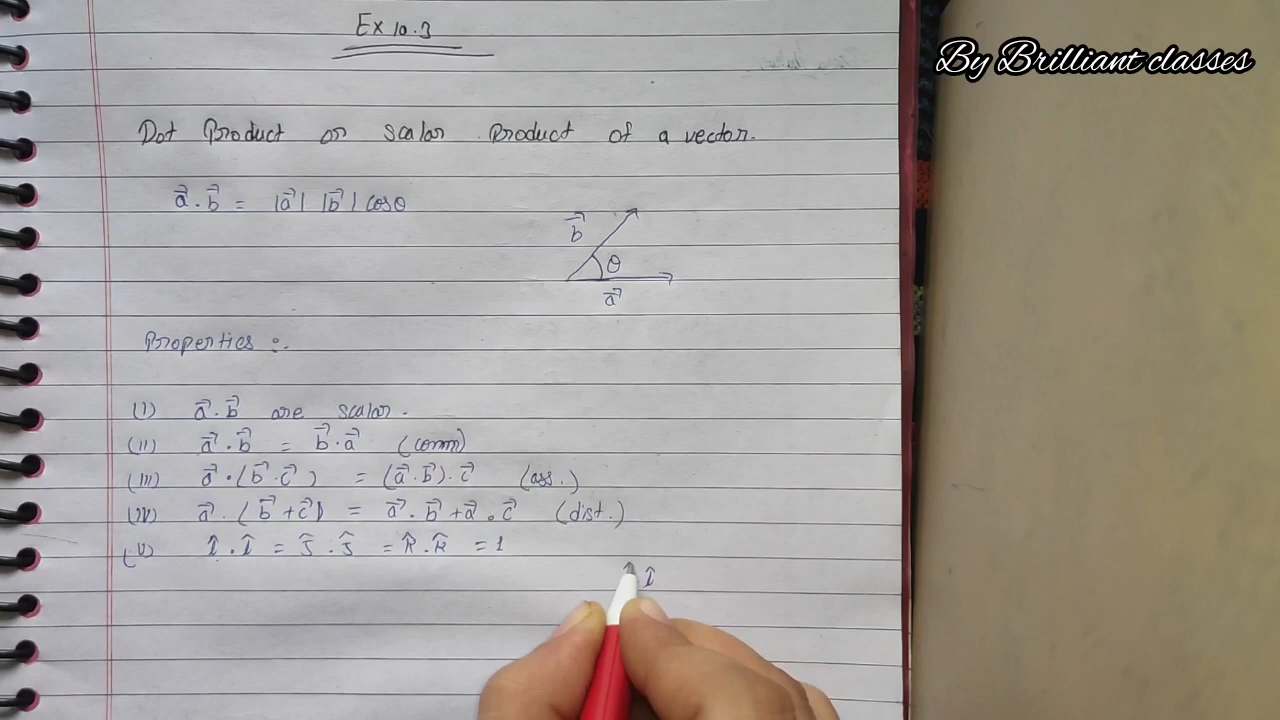 Ex 10.3
By Brilliant classes
Dot Product or scalar product of a vector.
a⃗ . b⃗ = |a⃗| |b⃗| cosθ
b⃗
θ
a⃗
Properties :.
(I) a⃗ . b⃗ are scalar.
(II) a⃗ . b⃗ = b⃗ . a⃗ (comm)
(III) a⃗ . (b⃗ . c⃗) = (a⃗ . b⃗) . c⃗ (ass.)
(IV) a⃗ . (b⃗ + c⃗) = a⃗ . b⃗ + a⃗ . c⃗ (dist.)
(V) î . î = ĵ . ĵ = k̂ . k̂ = 1
î